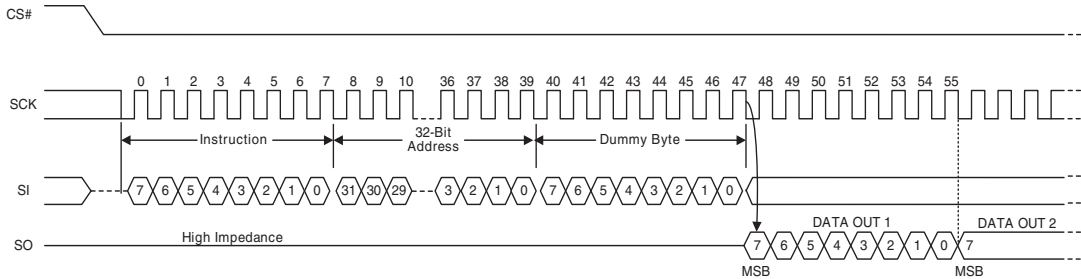 CS#
0 1 2 3 4 5 6 7 8 9 10 36 37 38 39 40 41 42 43 44 45 46 47 48 49 50 51 52 53 54 55
SCK
Instruction
32-Bit
Address
Dummy Byte
SI
7 6 5 4 3 2 1 0 31 30 29 3 2 1 0 7 6 5 4 3 2 1 0
DATA OUT 1 DATA OUT 2
High Impedance
SO
7 6 5 4 3 2 1 0 7
MSB MSB